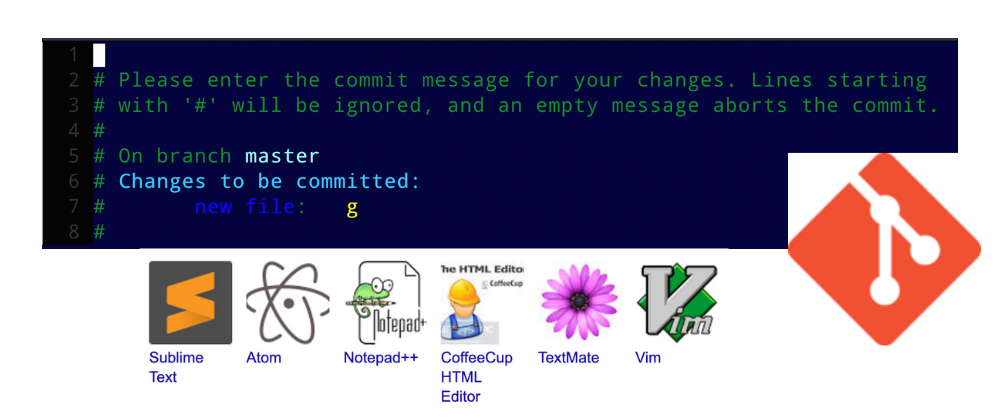 1
2 # Please enter the commit message for your changes. Lines starting
3 # with '#' will be ignored, and an empty message aborts the commit.
4 #
5 # On branch master
6 # Changes to be committed:
7 #       new file:   g
8 #
he HTML Edito
CoffeeCup
Notepad+
Vim
Sublime Text
Atom
Notepad++
CoffeeCup HTML Editor
TextMate
Vim